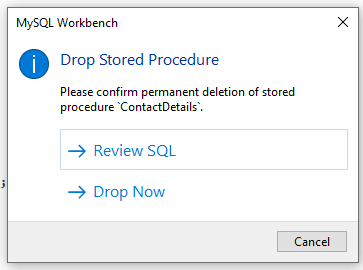 MySQL Workbench
Drop Stored Procedure
Please confirm permanent deletion of stored
procedure `ContactDetails`.
Review SQL
;
Drop Now
Cancel